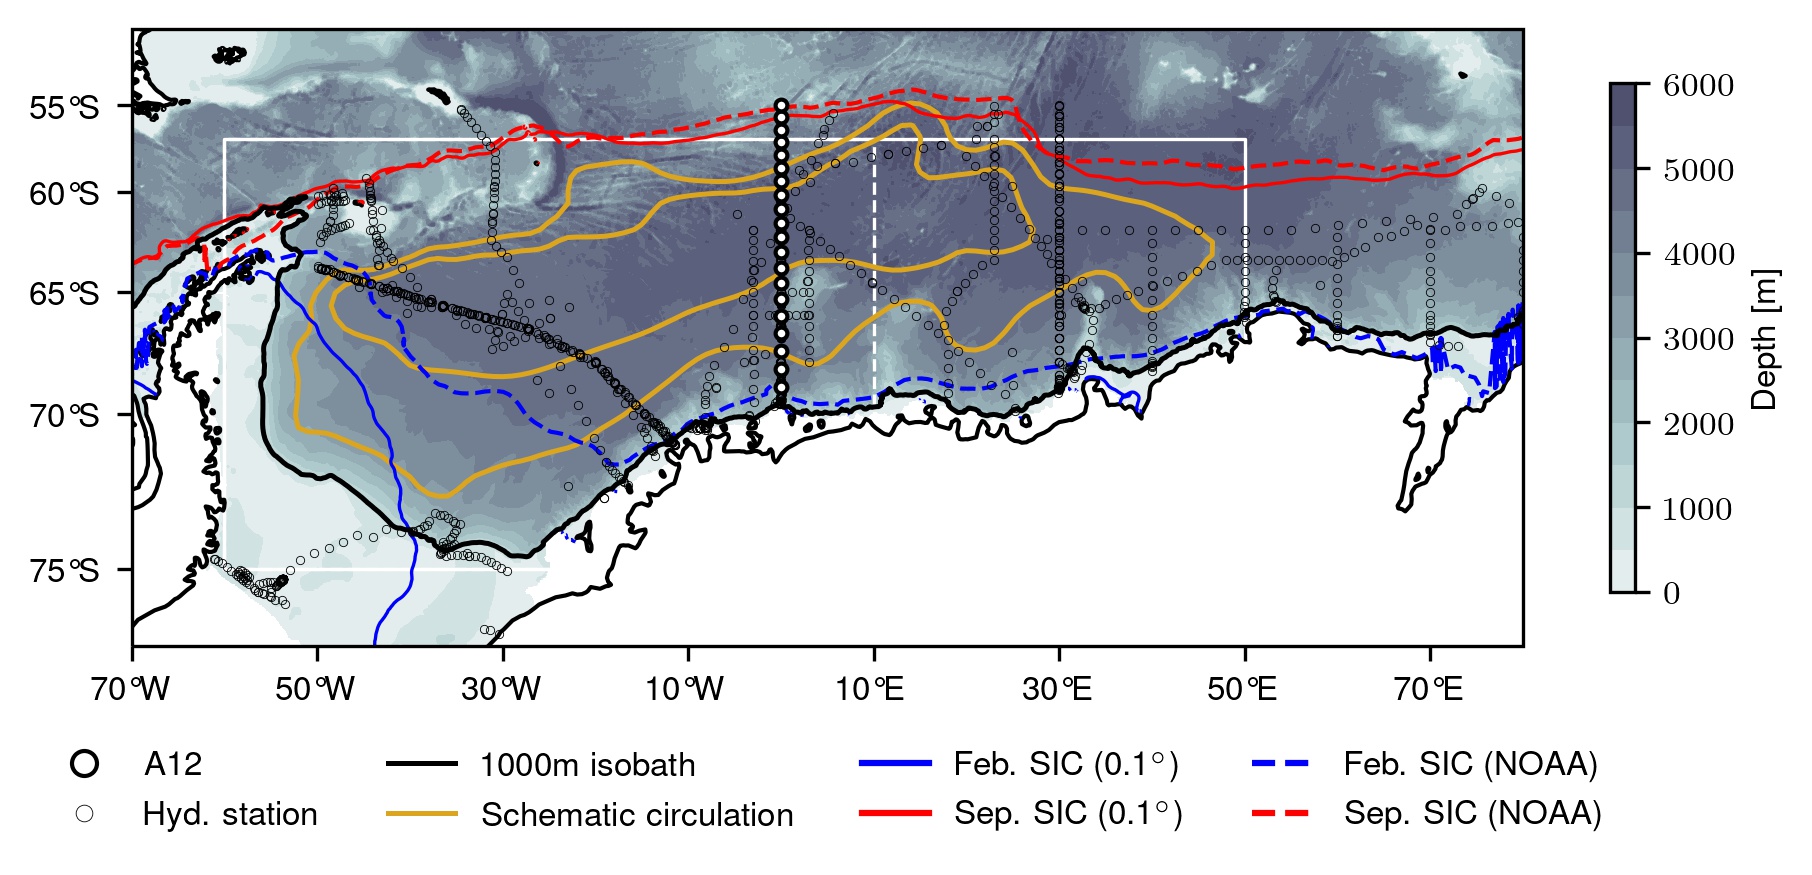 55°S
60°S
65°S
70°S
75°S
70°W 50°W 30°W 10°W 10°E 30°E 50°E 70°E
6000
5000
4000
3000
2000
1000
0
Depth [m]
A12 1000m isobath Feb. SIC (0.1°) Feb. SIC (NOAA)
Hyd. station Schematic circulation Sep. SIC (0.1°) Sep. SIC (NOAA)